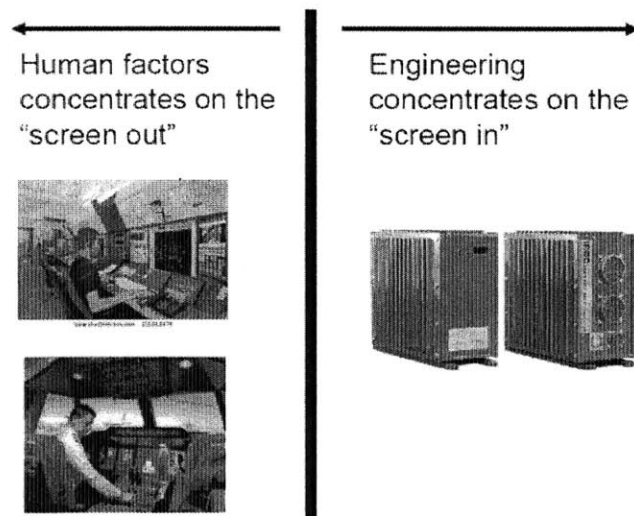 Human factors
concentrates on the
“screen out”
Engineering
concentrates on the
“screen in”